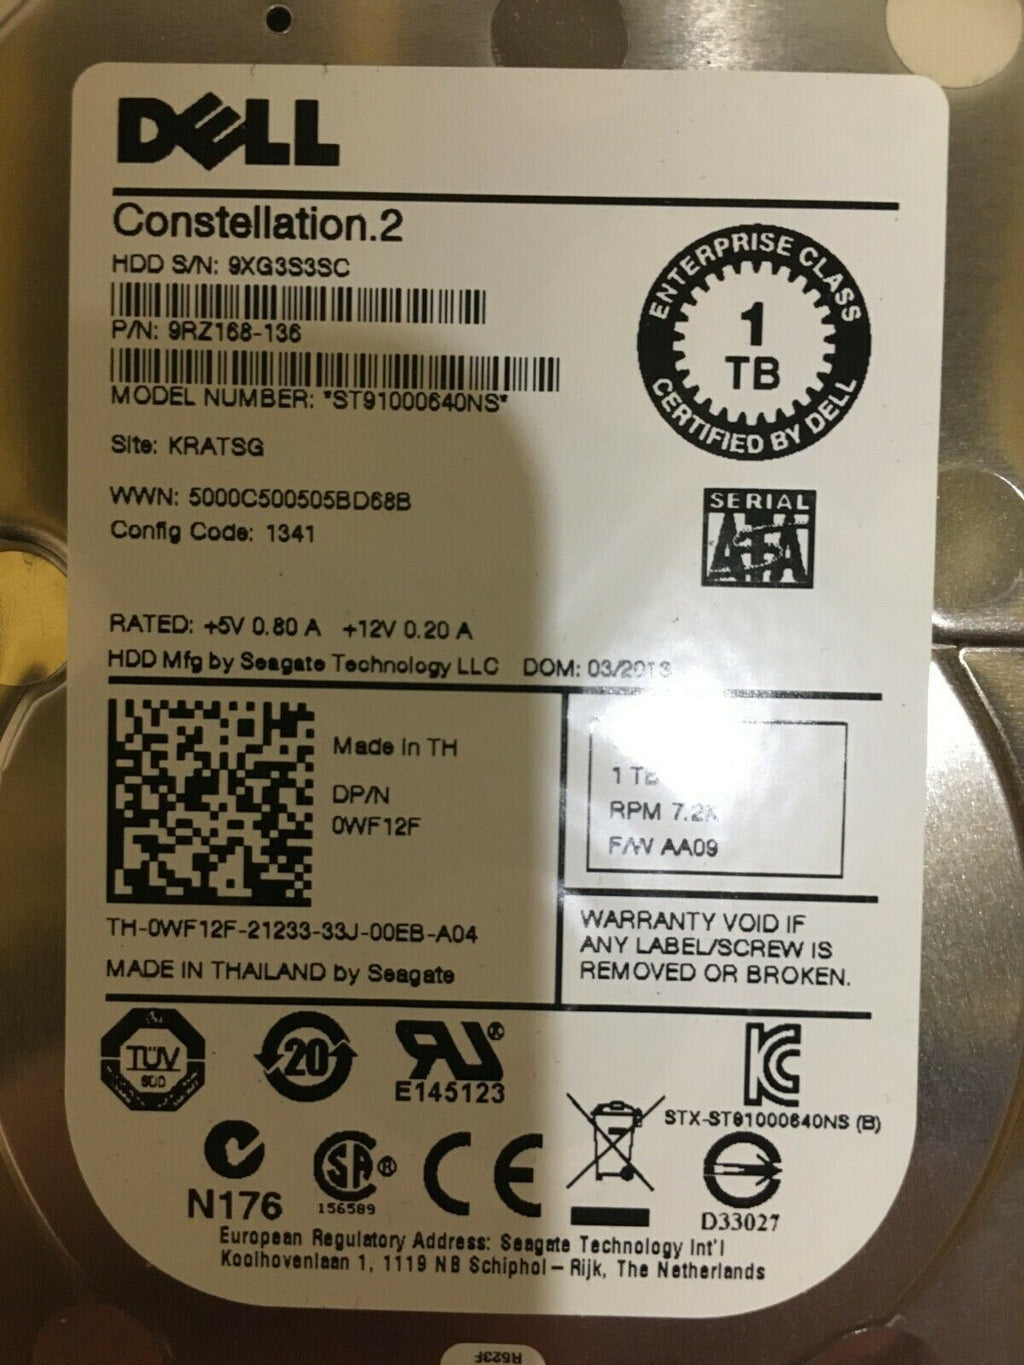 DELL
Constellation.2
HDD S/N: 9XG3S3SC
P/N: 9RZ168-136
MODEL NUMBER: *ST91000640NS*
ENTERPRISE CLASS
1
TB
CERTIFIED BY DELL
Site: KRATSG
WWN: 5000C500505BD68B
Config Code: 1341
SERIAL
ATA
RATED: +5V 0.80 A +12V 0.20 A
HDD Mfg by Seagate Technology LLC DOM: 03/2013
Made in TH
DP/N
0WF12F
1 TB
RPM 7.2K
F/W AA09
TH-0WF12F-21233-33J-00EB-A04
MADE IN THAILAND by Seagate
WARRANTY VOID IF
ANY LABEL/SCREW IS
REMOVED OR BROKEN.
TÜV
SÜD
20
RU®
E145123
KC
STX-ST91000640NS (B)
N176
SA®
156589
CE
D33027
European Regulatory Address: Seagate Technology Int'l
Koolhovenlaan 1, 1119 NB Schiphol – Rijk, The Netherlands
R523F